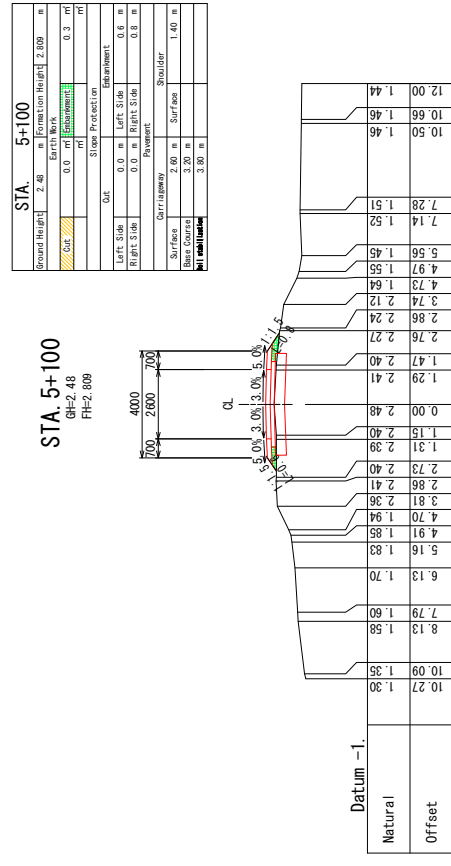 STA. 5+100
Ground Height 2.48 m Formation Height 2.809 m
Earth Work
Cut 0.0 ㎡ Embankment 0.3 ㎡
㎡ ㎡
Slope Protection
Cut Embankment
Left Side 0.0 m Left Side 0.6 m
Right Side 0.0 m Right Side 0.8 m
Pavement
Carriageway Shoulder
Surface 2.60 m Surface 1.40 m
Base Course 3.20 m
Soil stabilization 3.80 m
STA. 5+100
GH=2.48
FH=2.809
4000
700 2600 700
CL
5.0% 3.0% 3.0% 5.0%
1:1.5 1:1.5
l=0.6 l=0.8
Datum -1.
Natural 1.30 1.35 1.58 1.60 1.70 1.83 1.85 1.94 2.36 2.41 2.40 2.39 2.40 2.48 2.41 2.40 2.27 2.24 2.12 1.64 1.55 1.45 1.52 1.51 1.46 1.46 1.44
Offset 10.27 10.09 8.13 7.79 6.13 5.16 4.91 4.70 3.81 2.86 2.73 1.31 1.15 0.00 1.29 1.47 2.76 2.86 3.74 4.73 4.97 6.56 7.14 7.28 10.50 10.66 12.00